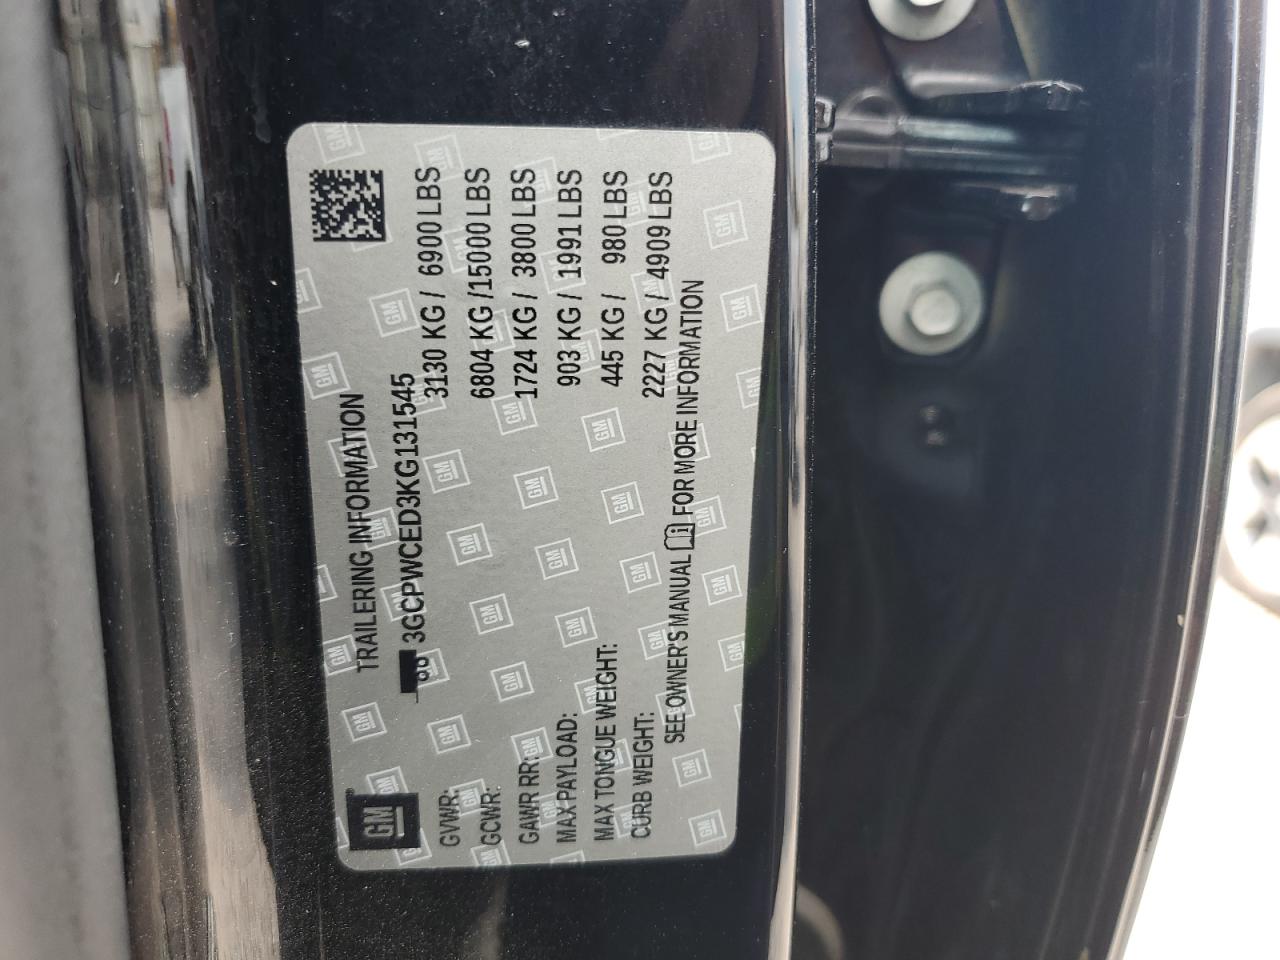 GM
TRAILERING INFORMATION
3GCPWCED3KG131545
GVWR: 3130 KG / 6900 LBS
GCWR: 6804 KG /15000 LBS
GAWR RR: 1724 KG / 3800 LBS
MAX PAYLOAD: 903 KG / 1991 LBS
MAX TONGUE WEIGHT: 445 KG / 980 LBS
CURB WEIGHT: 2227 KG / 4909 LBS
SEE OWNER'S MANUAL FOR MORE INFORMATION